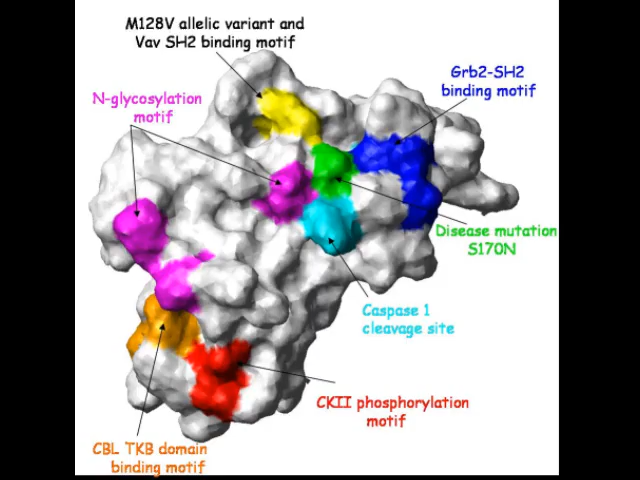 M128V allelic variant and
Vav SH2 binding motif
Grb2-SH2
binding motif
N-glycosylation
motif
Disease mutation
S170N
Caspase 1
cleavage site
CKII phosphorylation
motif
CBL TKB domain
binding motif